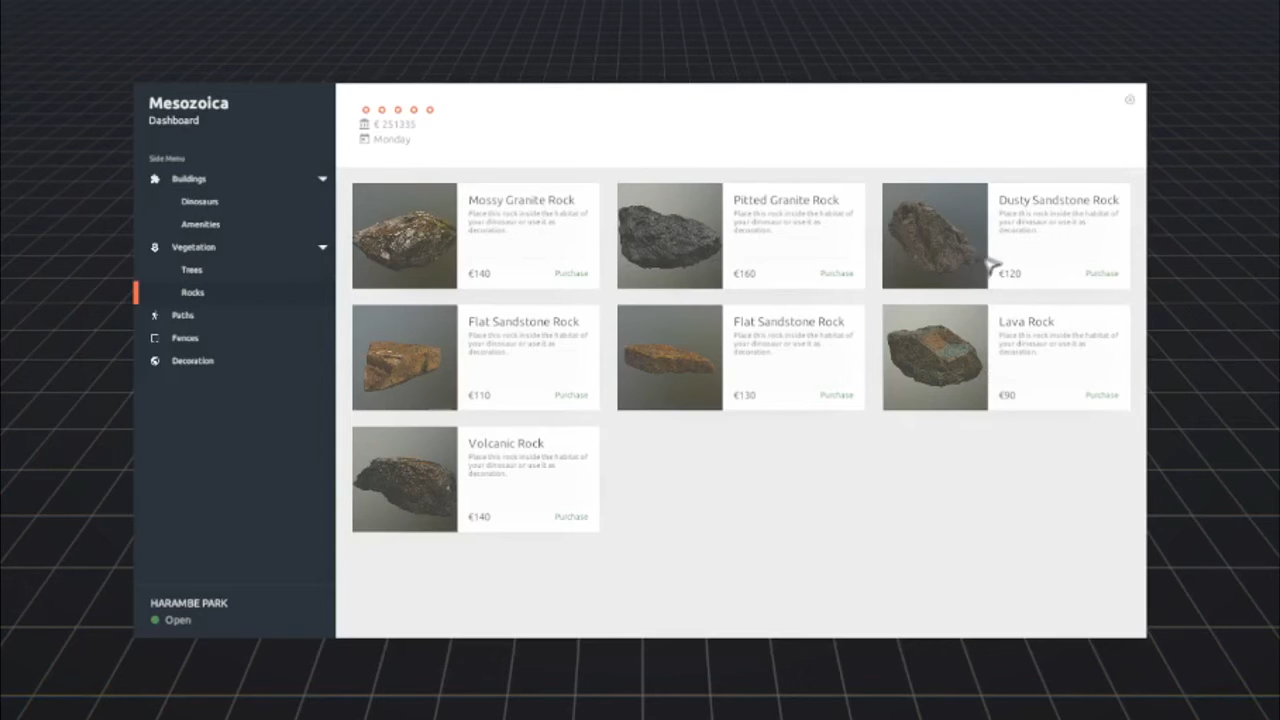 Mesozoica
Dashboard
Side Menu
Buildings
Dinosaurs
Amenities
Vegetation
Trees
Rocks
Paths
Fences
Decoration
HARAMBE PARK
Open
€ 251335
Monday
Mossy Granite Rock
Place this rock inside the habitat of
your dinosaur or use it as
decoration.
€140 Purchase
Pitted Granite Rock
Place this rock inside the habitat of
your dinosaur or use it as
decoration.
€160 Purchase
Dusty Sandstone Rock
Place this rock inside the habitat of
your dinosaur or use it as
decoration.
€120 Purchase
Flat Sandstone Rock
Place this rock inside the habitat of
your dinosaur or use it as
decoration.
€110 Purchase
Flat Sandstone Rock
Place this rock inside the habitat of
your dinosaur or use it as
decoration.
€130 Purchase
Lava Rock
Place this rock inside the habitat of
your dinosaur or use it as
decoration.
€90 Purchase
Volcanic Rock
Place this rock inside the habitat of
your dinosaur or use it as
decoration.
€140 Purchase